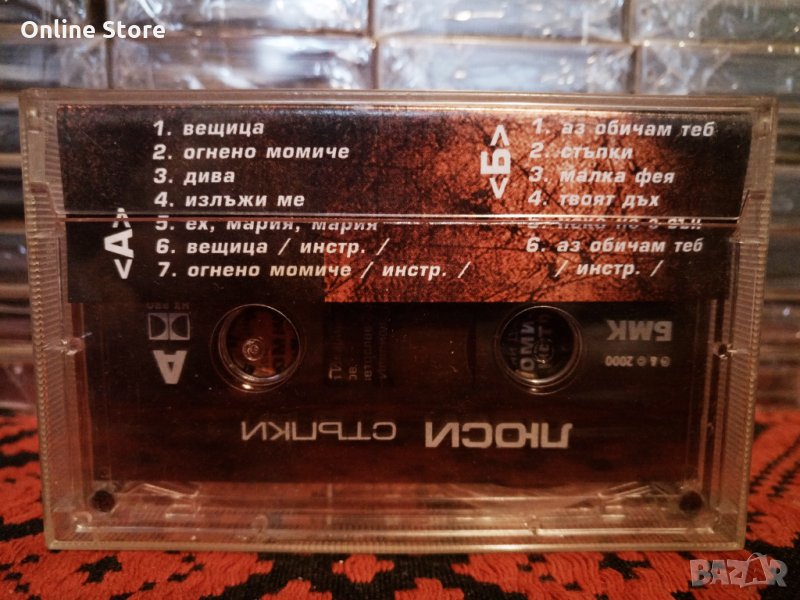 Online Store
1. вещица
2. огнено момиче
3. дива
4. излъжи ме
5. ех, мария, мария
6. вещица / инстр. /
7. огнено момиче / инстр. /
<А>
<Б>
1. аз обичам теб
2. стъпки
3. малка фея
4. твоят дъх
5.
6. аз обичам теб
/ инстр. /
А
БМК
2000
ЛЮСИ СТЪПКИ
BAZAR